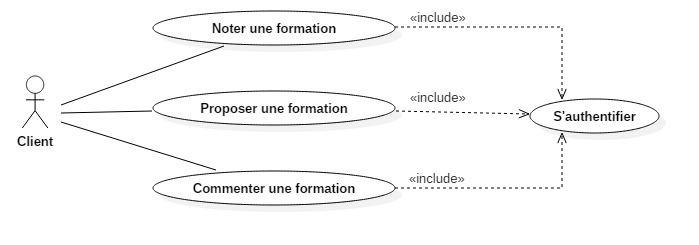 Noter une formation
«include»
Proposer une formation
«include»
S'authentifier
Client
Commenter une formation
«include»